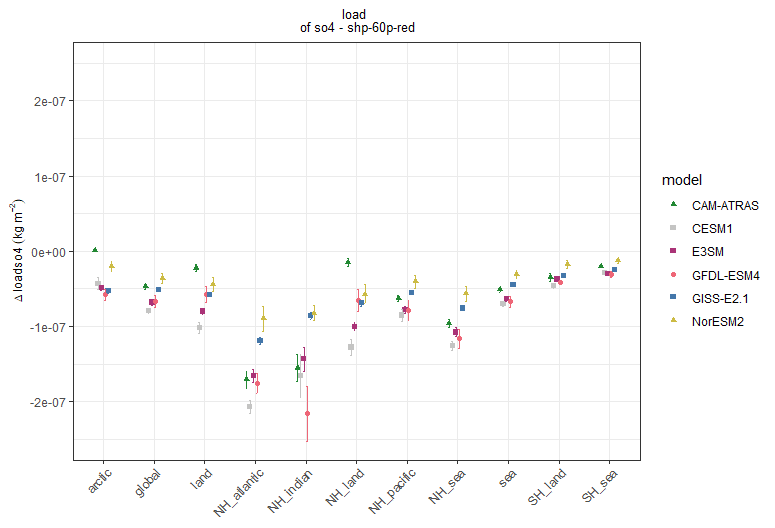 load
of so4 - shp-60p-red
Δ loadso4 (kg m⁻²)
2e-07
1e-07
0e+00
-1e-07
-2e-07
arctic
global
land
NH_atlantic
NH_indian
NH_land
NH_pacific
NH_sea
sea
SH_land
SH_sea
model
CAM-ATRAS
CESM1
E3SM
GFDL-ESM4
GISS-E2.1
NorESM2